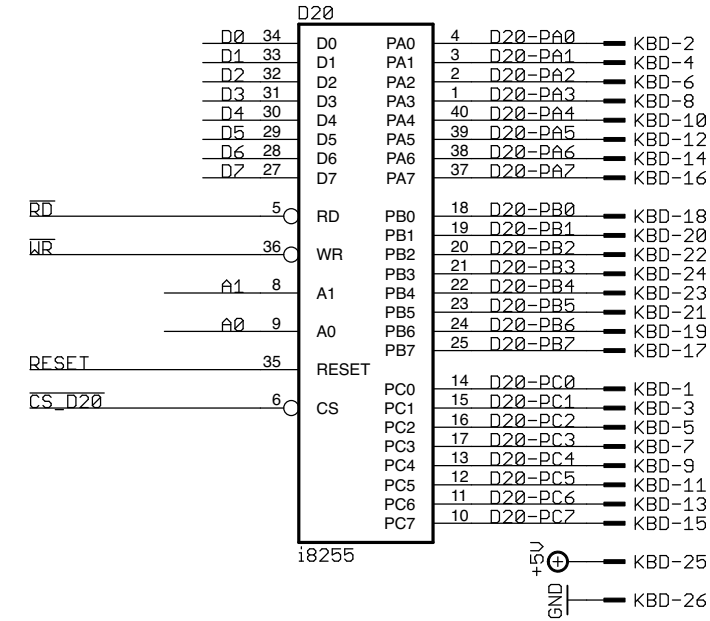 D20
D0 34 D0 PA0 4 D20-PA0 KBD-2
D1 33 D1 PA1 3 D20-PA1 KBD-4
D2 32 D2 PA2 2 D20-PA2 KBD-6
D3 31 D3 PA3 1 D20-PA3 KBD-8
D4 30 D4 PA4 40 D20-PA4 KBD-10
D5 29 D5 PA5 39 D20-PA5 KBD-12
D6 28 D6 PA6 38 D20-PA6 KBD-14
D7 27 D7 PA7 37 D20-PA7 KBD-16
RD 5 RD PB0 18 D20-PB0 KBD-18
PB1 19 D20-PB1 KBD-20
WR 36 WR PB2 20 D20-PB2 KBD-22
PB3 21 D20-PB3 KBD-24
A1 8 A1 PB4 22 D20-PB4 KBD-23
PB5 23 D20-PB5 KBD-21
A0 9 A0 PB6 24 D20-PB6 KBD-19
PB7 25 D20-PB7 KBD-17
RESET 35 RESET
PC0 14 D20-PC0 KBD-1
CS_D20 6 CS PC1 15 D20-PC1 KBD-3
PC2 16 D20-PC2 KBD-5
PC3 17 D20-PC3 KBD-7
PC4 13 D20-PC4 KBD-9
PC5 12 D20-PC5 KBD-11
PC6 11 D20-PC6 KBD-13
PC7 10 D20-PC7 KBD-15
i8255
+5V KBD-25
GND KBD-26